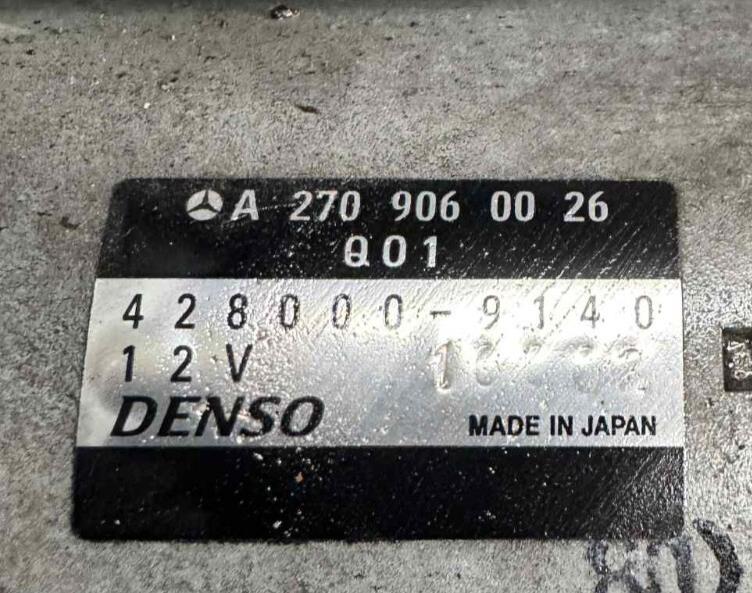 A 270 906 00 26
Q01
428000-9140
12V
DENSO MADE IN JAPAN